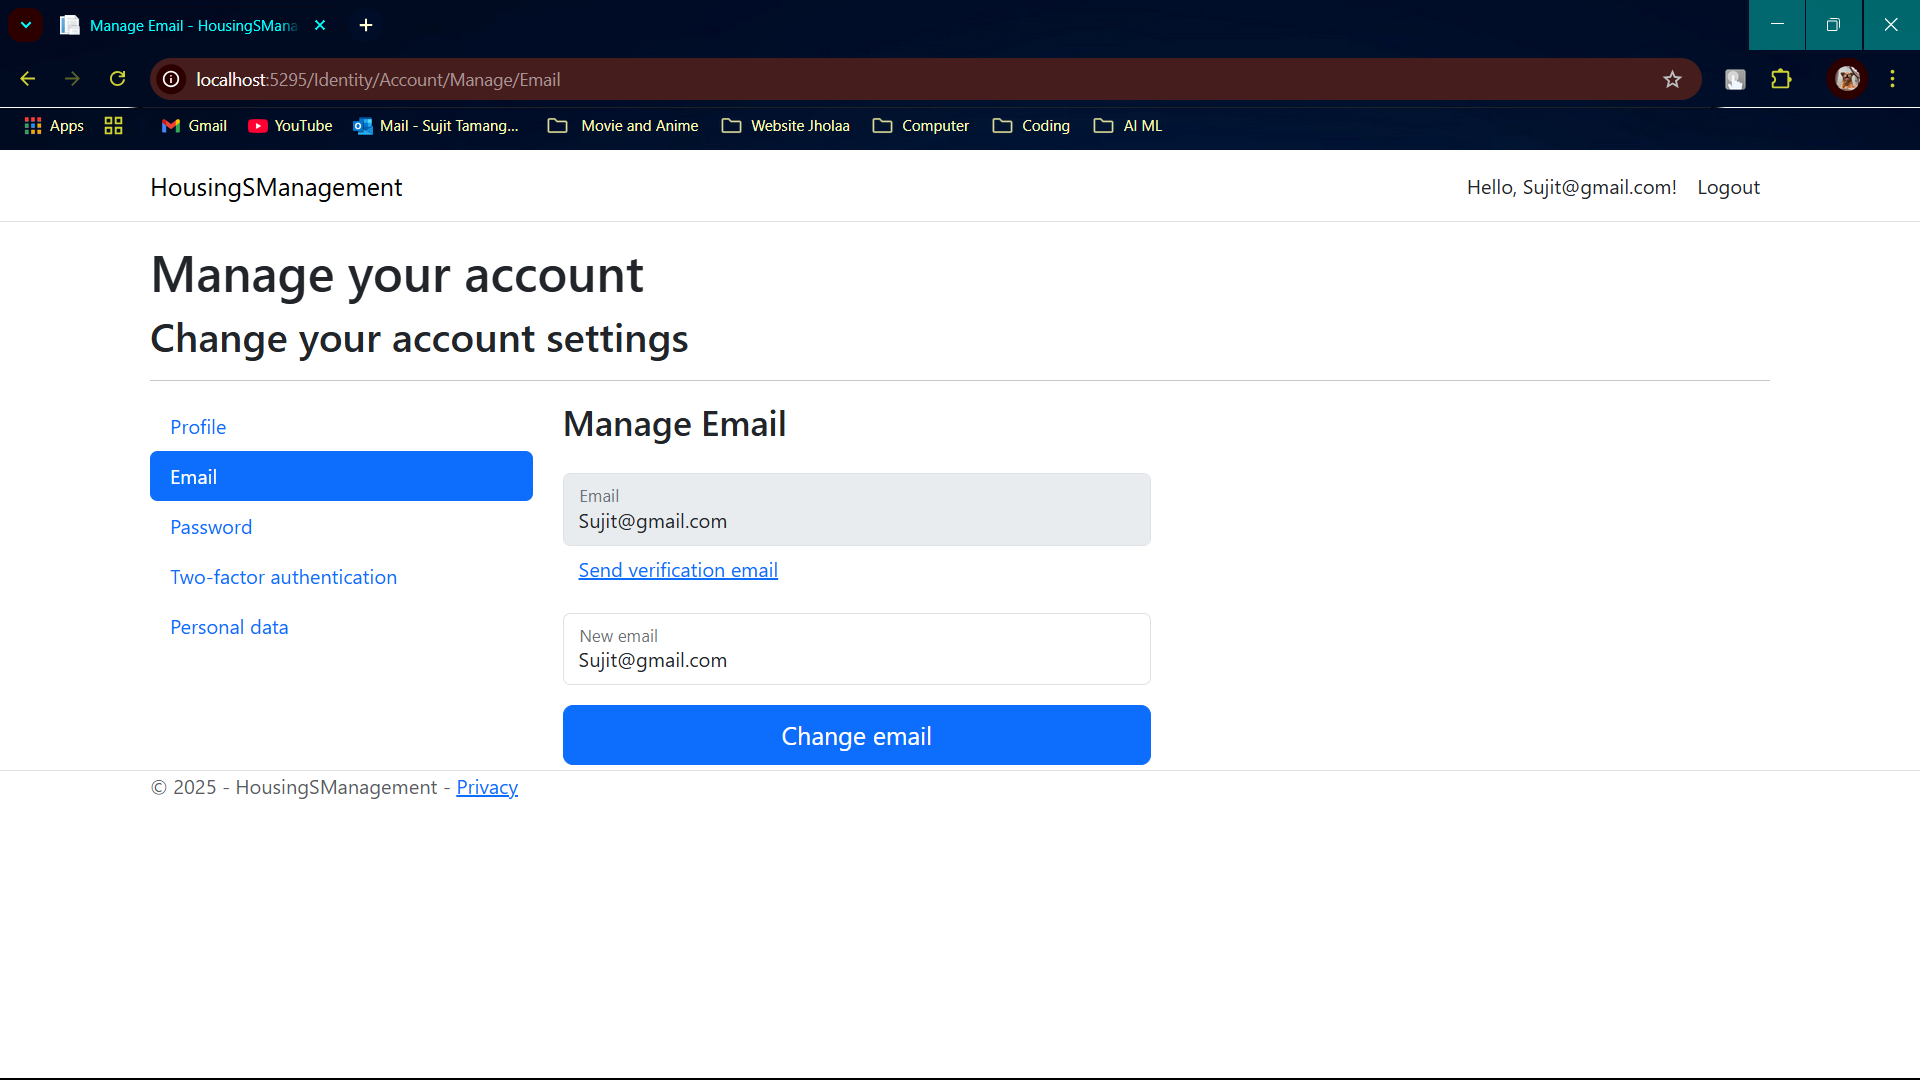 Manage Email - HousingSMana
localhost:5295/Identity/Account/Manage/Email
Apps Gmail YouTube Mail - Sujit Tamang... Movie and Anime Website Jholaa Computer Coding AI ML
HousingSManagement Hello, Sujit@gmail.com! Logout
Manage your account
Change your account settings
Profile
Email
Password
Two-factor authentication
Personal data
Manage Email
Email
Sujit@gmail.com
Send verification email
New email
Sujit@gmail.com
Change email
© 2025 - HousingSManagement - Privacy